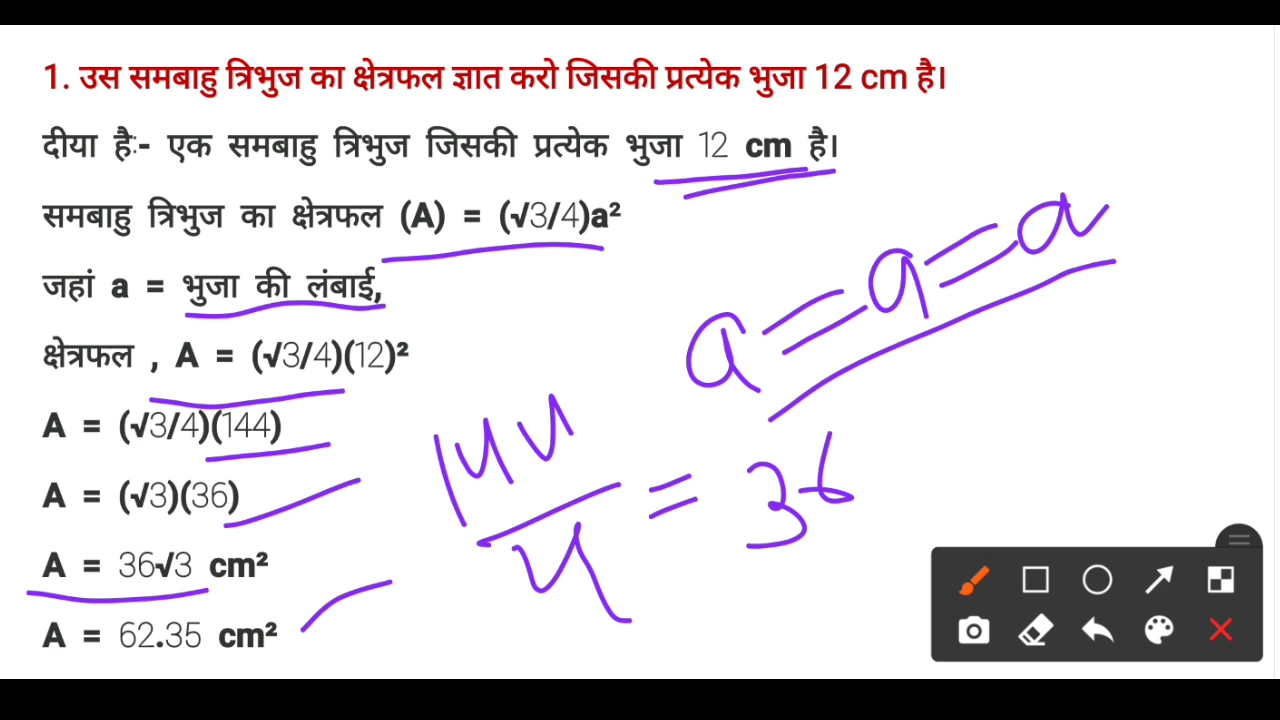 1. उस समबाहु त्रिभुज का क्षेत्रफल ज्ञात करो जिसकी प्रत्येक भुजा 12 cm है।
दीया है:- एक समबाहु त्रिभुज जिसकी प्रत्येक भुजा 12 cm है।
समबाहु त्रिभुज का क्षेत्रफल (A) = (√3/4)a²
जहां a = भुजा की लंबाई,
क्षेत्रफल , A = (√3/4)(12)²
A = (√3/4)(144)
A = (√3)(36)
A = 36√3 cm²
A = 62.35 cm²
a = a = a
144/4 = 36